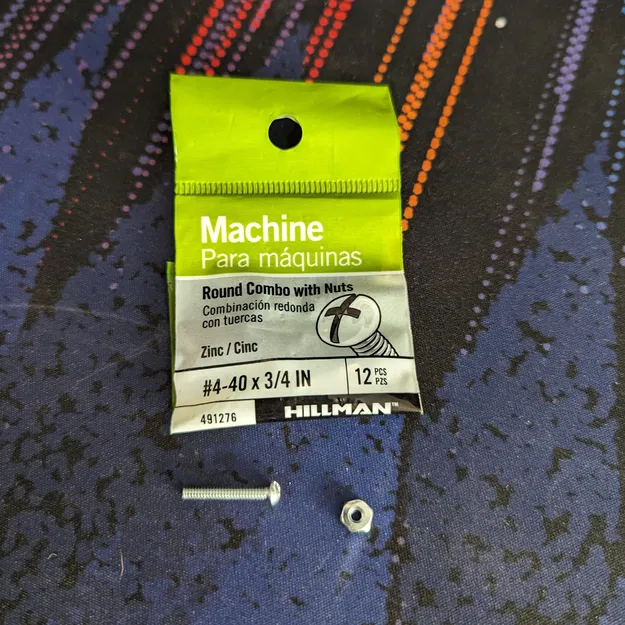 Machine
Para máquinas
Round Combo with Nuts
Combinación redonda
con tuercas
Zinc / Cinc
#4-40 x 3/4 IN
12 PCS
PZS
491276
HILLMAN™